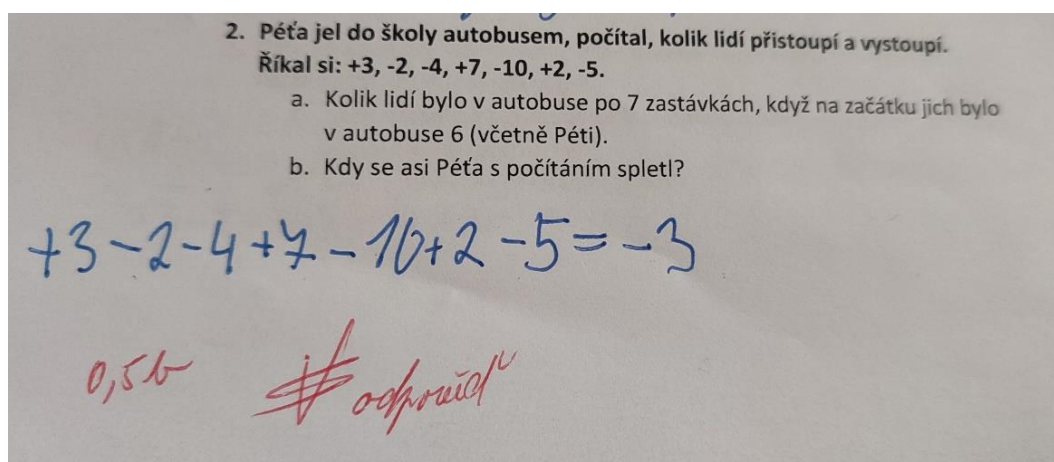 2. Péťa jel do školy autobusem, počítal, kolik lidí přistoupí a vystoupí.
Říkal si: +3, -2, -4, +7, -10, +2, -5.
a. Kolik lidí bylo v autobuse po 7 zastávkách, když na začátku jich bylo
v autobuse 6 (včetně Péti).
b. Kdy se asi Péťa s počítáním spletl?
+3-2-4+7-10+2-5=-3
0,5b
∄ odpověď